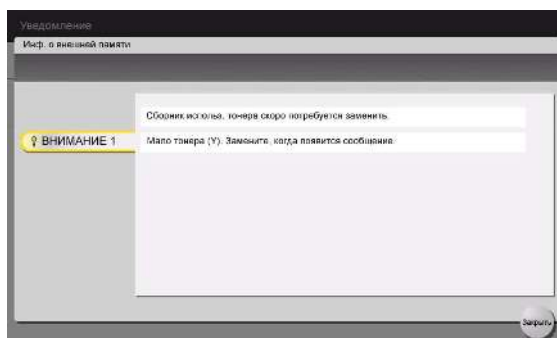 Уведомление
Инф. о внешней памяти
Сборник использ. тонера скоро потребуется заменить.
ВНИМАНИЕ 1
Мало тонера (Y). Замените, когда появится сообщение.
Закрыть